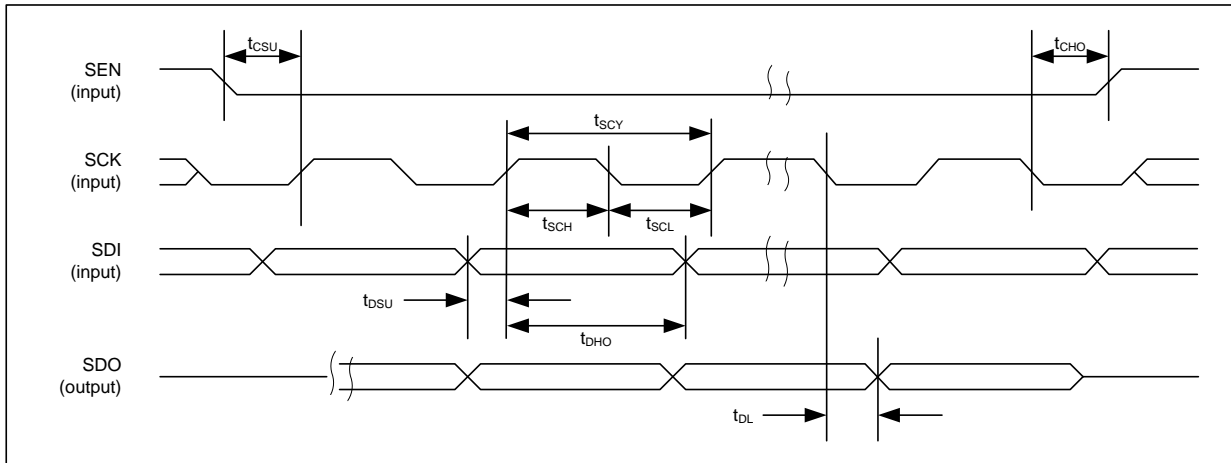 tCSU
tCHO
SEN
(input)
tSCY
SCK
(input)
tSCH
tSCL
SDI
(input)
tDSU
tDHO
SDO
(output)
tDL